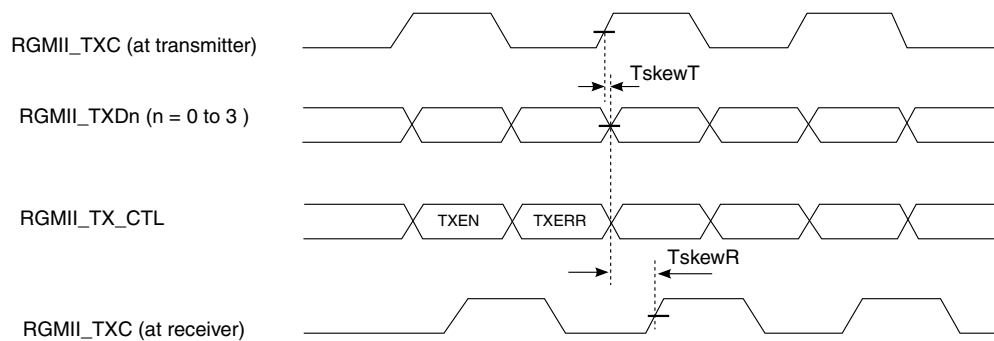 RGMII_TXC (at transmitter)
TskewT
RGMII_TXDn (n = 0 to 3 )
RGMII_TX_CTL
TXEN
TXERR
TskewR
RGMII_TXC (at receiver)